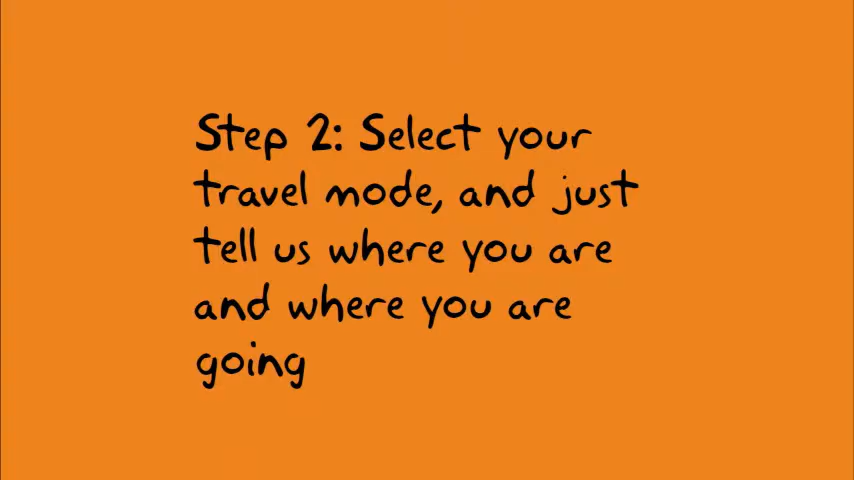 Step 2: Select your
travel mode, and just
tell us where you are
and where you are
going